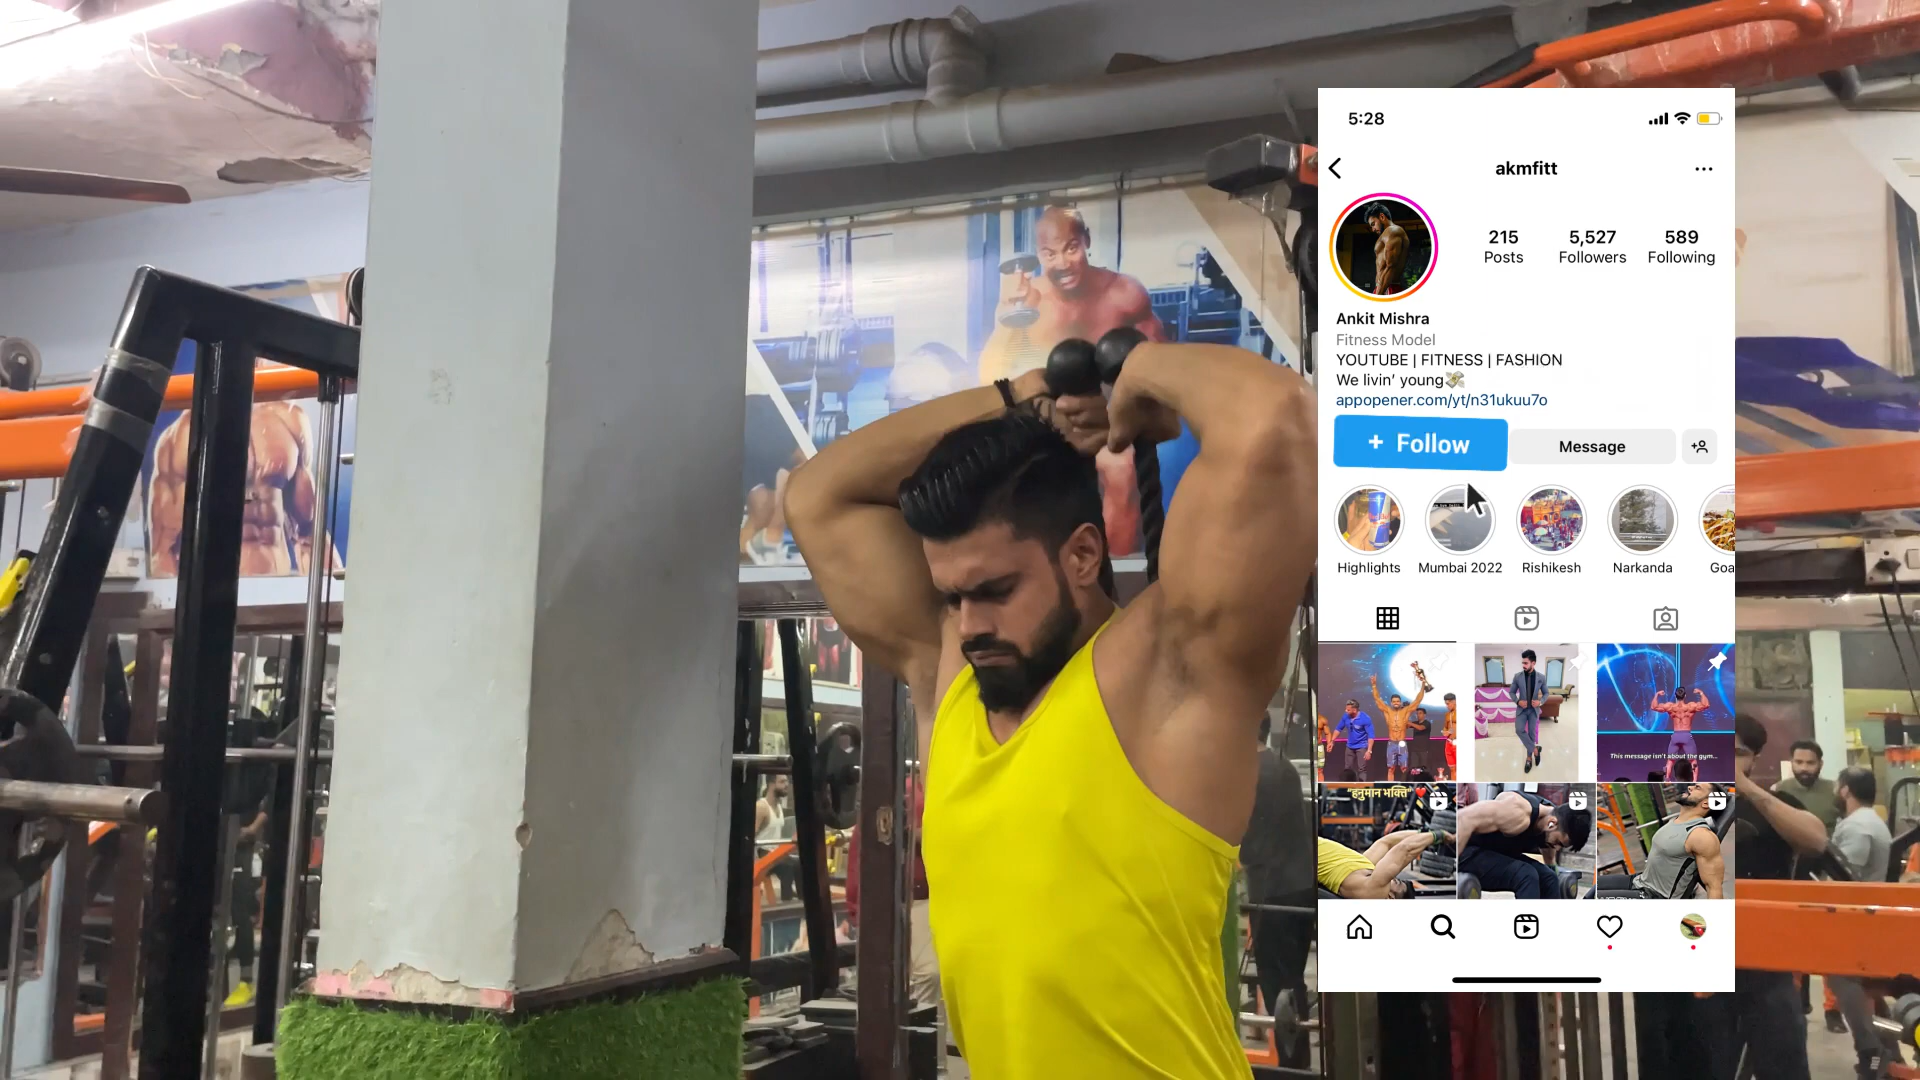 5:28
akmfitt
215
Posts
5,527
Followers
589
Following
Ankit Mishra
Fitness Model
YOUTUBE | FITNESS | FASHION
We livin’ young💸
appopener.com/yt/n31ukuu7o
+ Follow
Message
Highlights
Mumbai 2022
Rishikesh
Narkanda
Goa
This message isn't about the gym...
"हनुमान भक्ति"❤️